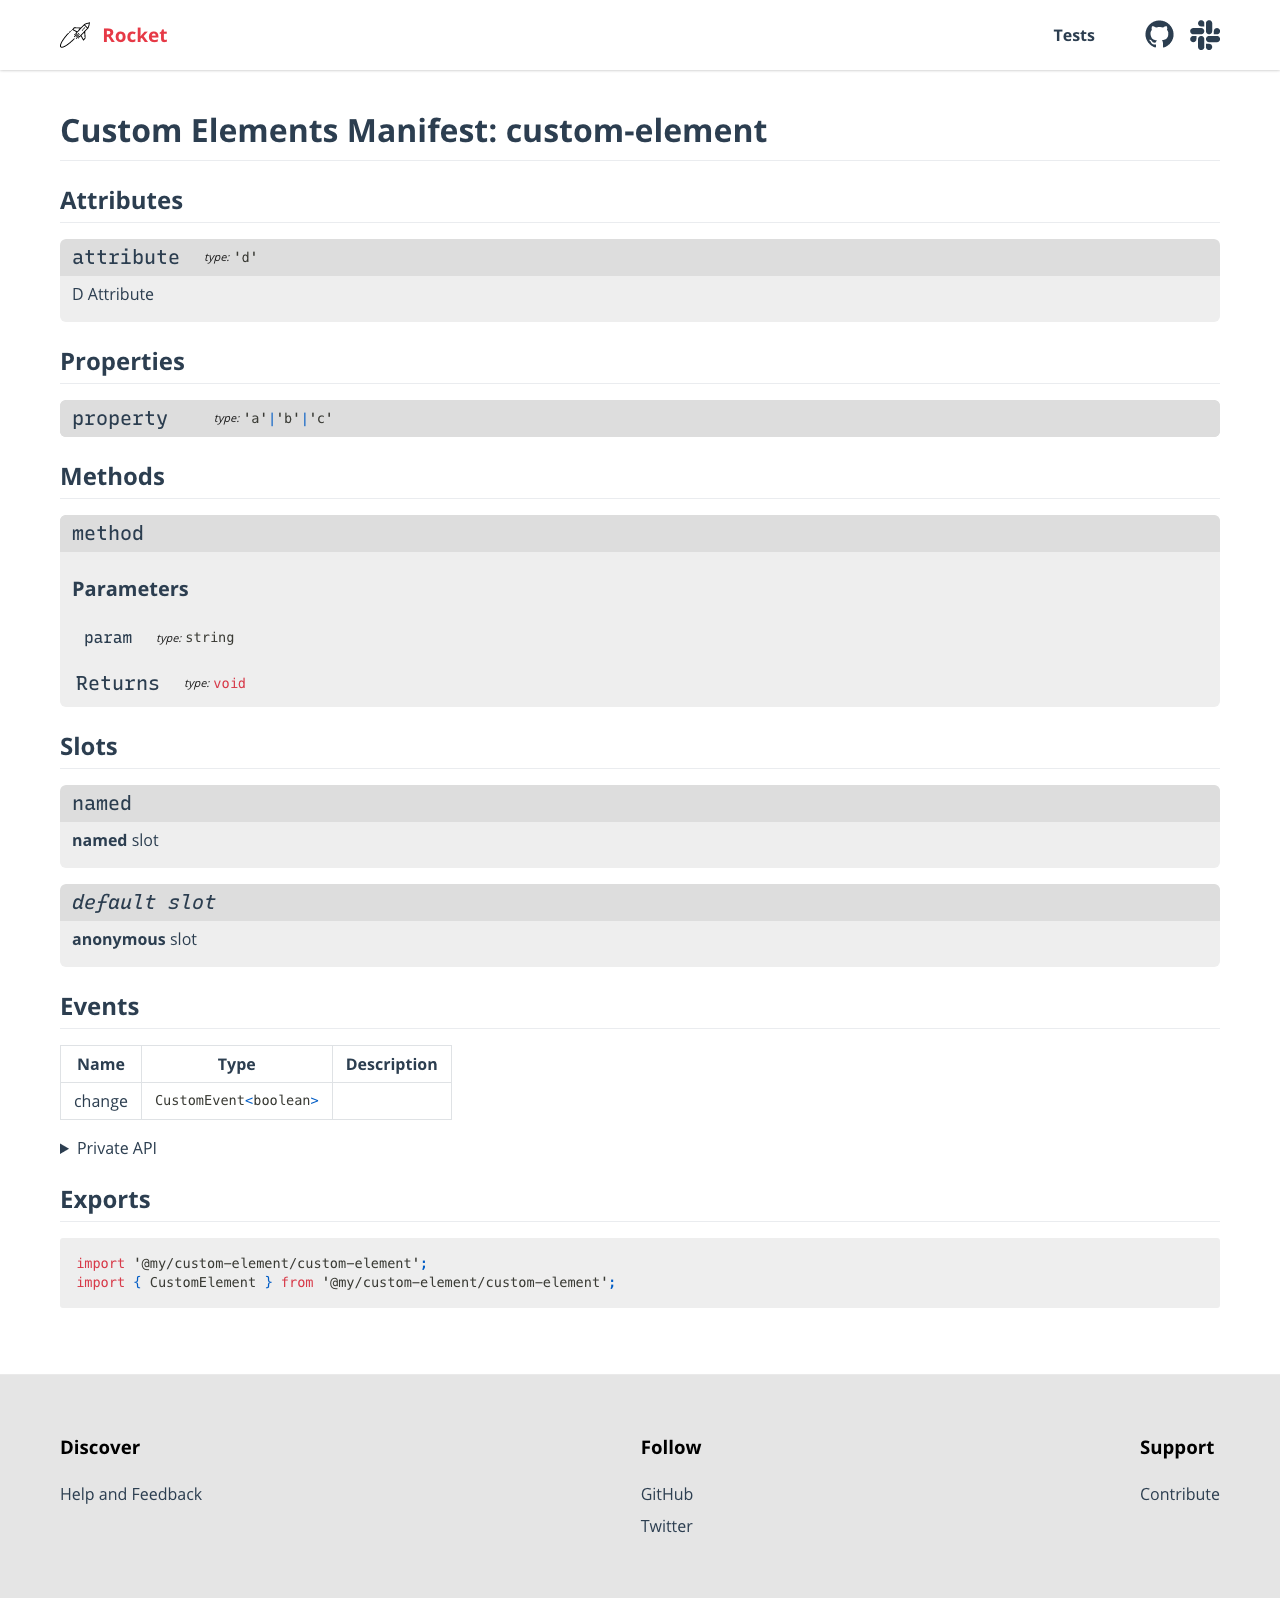 Rocket
Tests
Custom Elements Manifest: custom-element
Attributes
attribute type: 'd'
D Attribute
Properties
property type: 'a'|'b'|'c'
Methods
method
Parameters
param type: string
Returns type: void
Slots
named
named slot
default slot
anonymous slot
Events
Name Type Description
change CustomEvent<boolean>
Private API
Exports
import '@my/custom-element/custom-element';
import { CustomElement } from '@my/custom-element/custom-element';
Discover
Help and Feedback
Follow
GitHub
Twitter
Support
Contribute